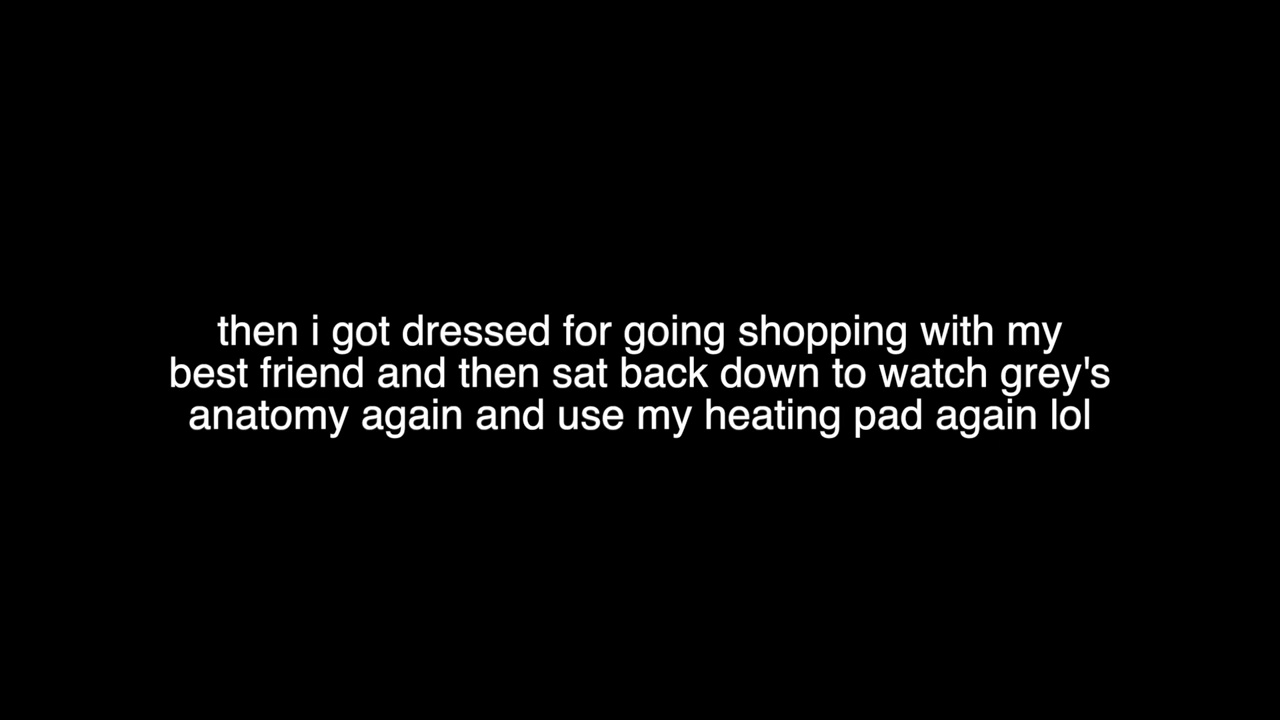 then i got dressed for going shopping with my
best friend and then sat back down to watch grey's
anatomy again and use my heating pad again lol